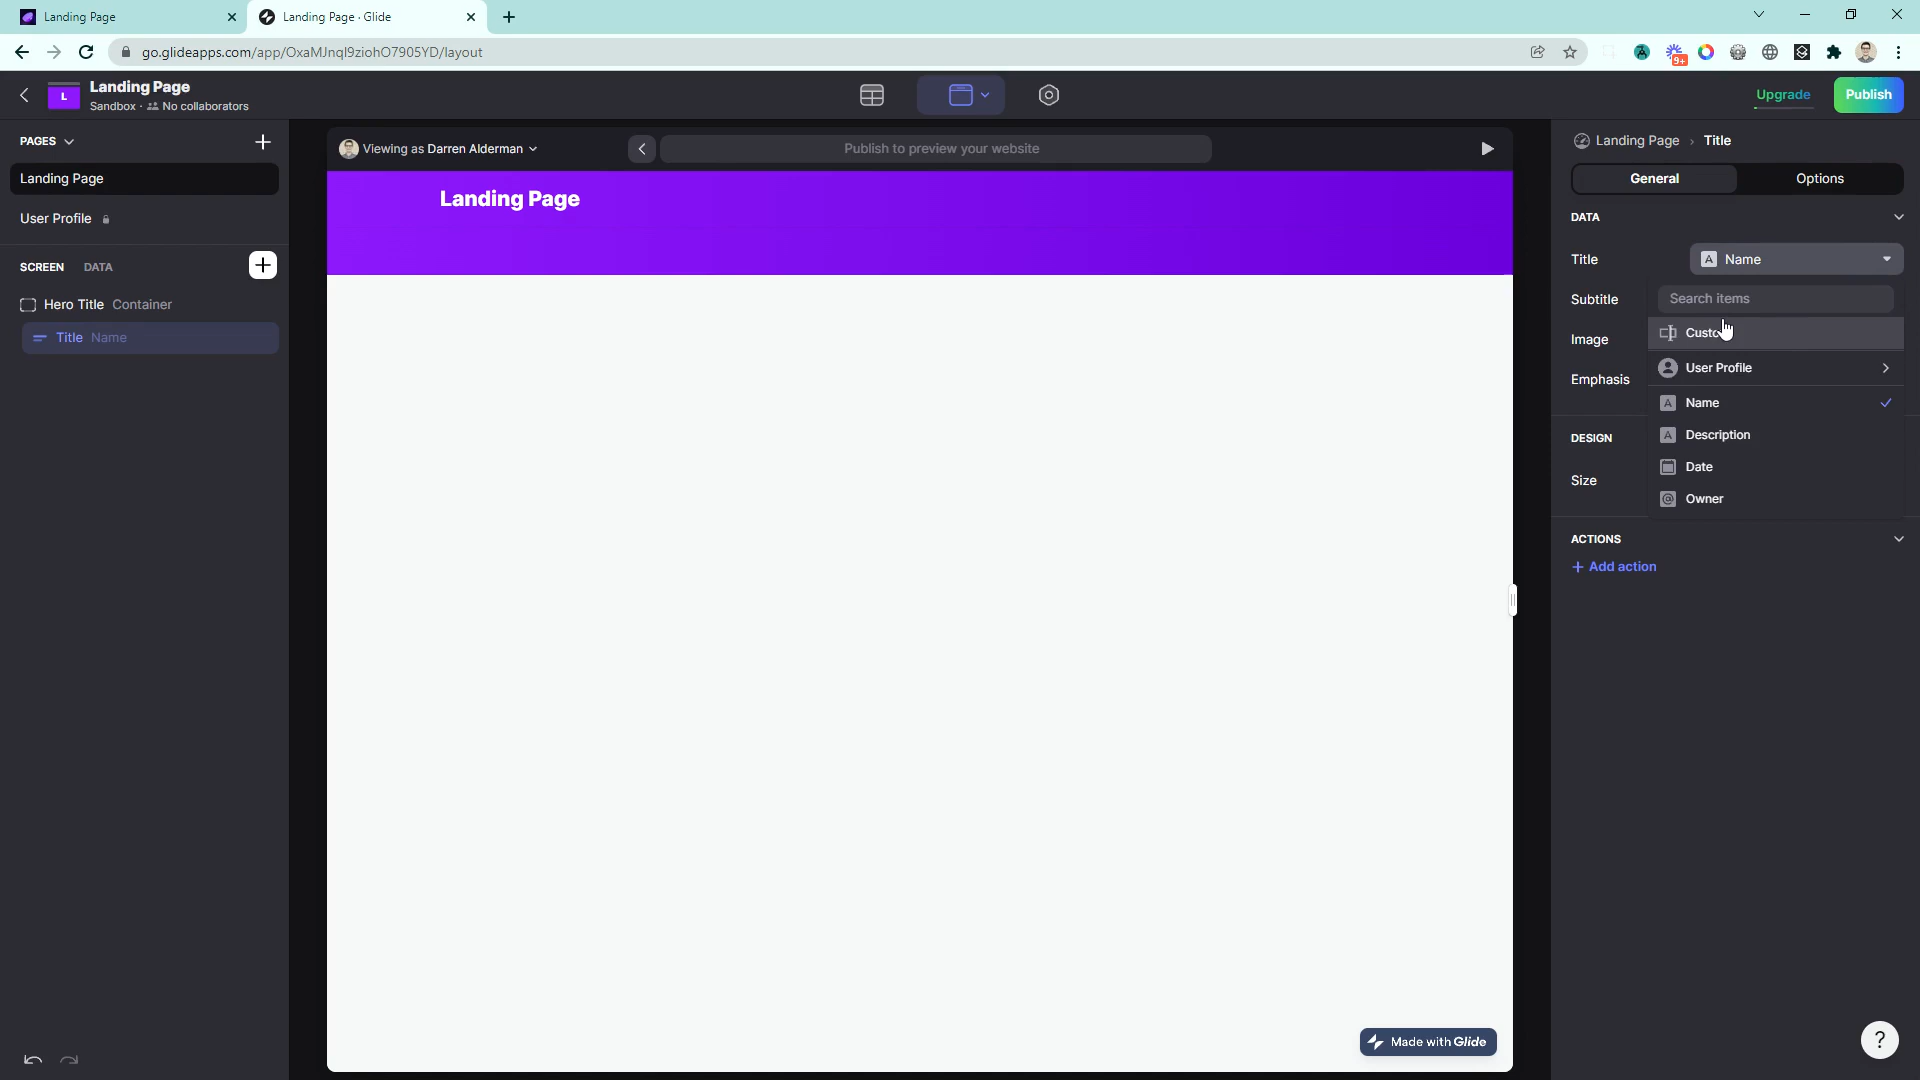 Landing Page
Landing Page · Glide
go.glideapps.com/app/OxaMJnql9ziohO7905YD/layout
9+
L
Landing Page
Sandbox · No collaborators
Upgrade
Publish
PAGES
Landing Page
User Profile
SCREEN DATA
Hero Title Container
Title Name
Viewing as Darren Alderman
Publish to preview your website
Landing Page
Made with Glide
Landing Page › Title
General Options
DATA
Title
A Name
Subtitle
Search items
Image
Custo
User Profile
Emphasis
A Name
A Description
DESIGN
Date
Size
@ Owner
ACTIONS
+ Add action
?